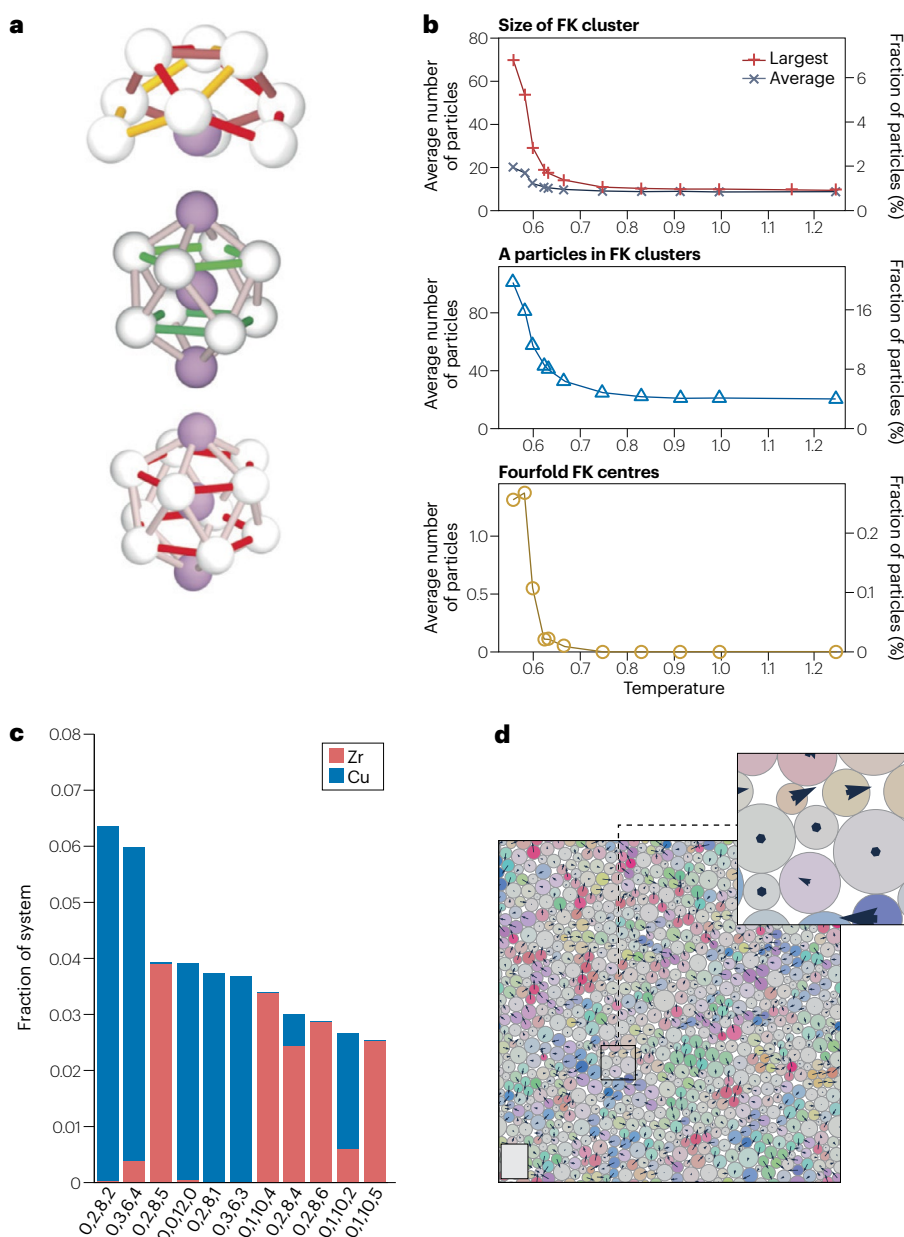 a
b
Size of FK cluster
80
60
40
20
0
Average number
of particles
Largest
Average
6
4
2
0
Fraction of particles (%)
0.6 0.7 0.8 0.9 1.0 1.1 1.2
A particles in FK clusters
80
40
0
Average number
of particles
16
8
0
Fraction of particles (%)
0.6 0.7 0.8 0.9 1.0 1.1 1.2
Fourfold FK centres
1.0
0.5
0
Average number
of particles
0.2
0.1
0
Fraction of particles (%)
0.6 0.7 0.8 0.9 1.0 1.1 1.2
Temperature
c
0.08
0.07
0.06
0.05
0.04
0.03
0.02
0.01
0
Fraction of system
Zr
Cu
0,2,8,2
0,3,6,4
0,2,8,5
0,0,12,0
0,2,8,1
0,3,6,3
0,1,10,4
0,2,8,4
0,2,8,6
0,1,10,2
0,1,10,5
d